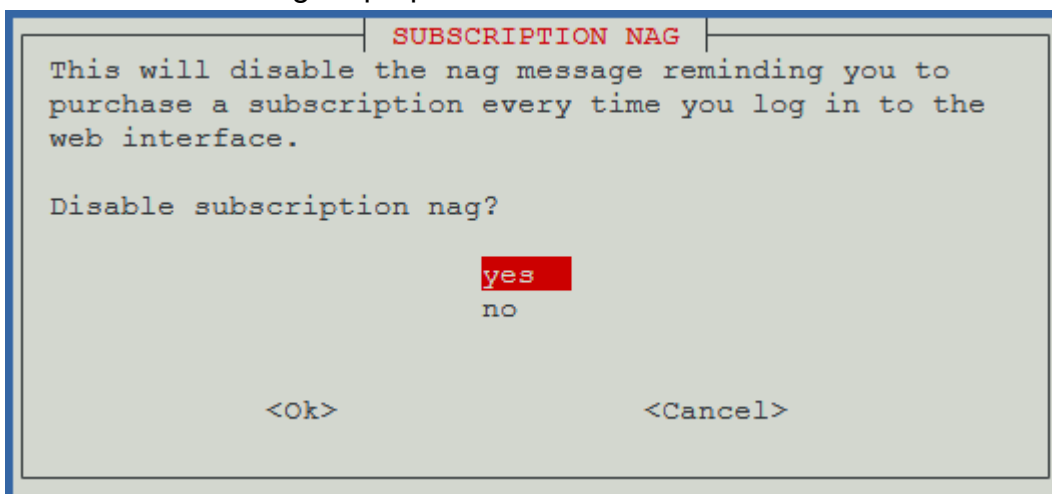 SUBSCRIPTION NAG
This will disable the nag message reminding you to
purchase a subscription every time you log in to the
web interface.
Disable subscription nag?
yes
no
<Ok> <Cancel>